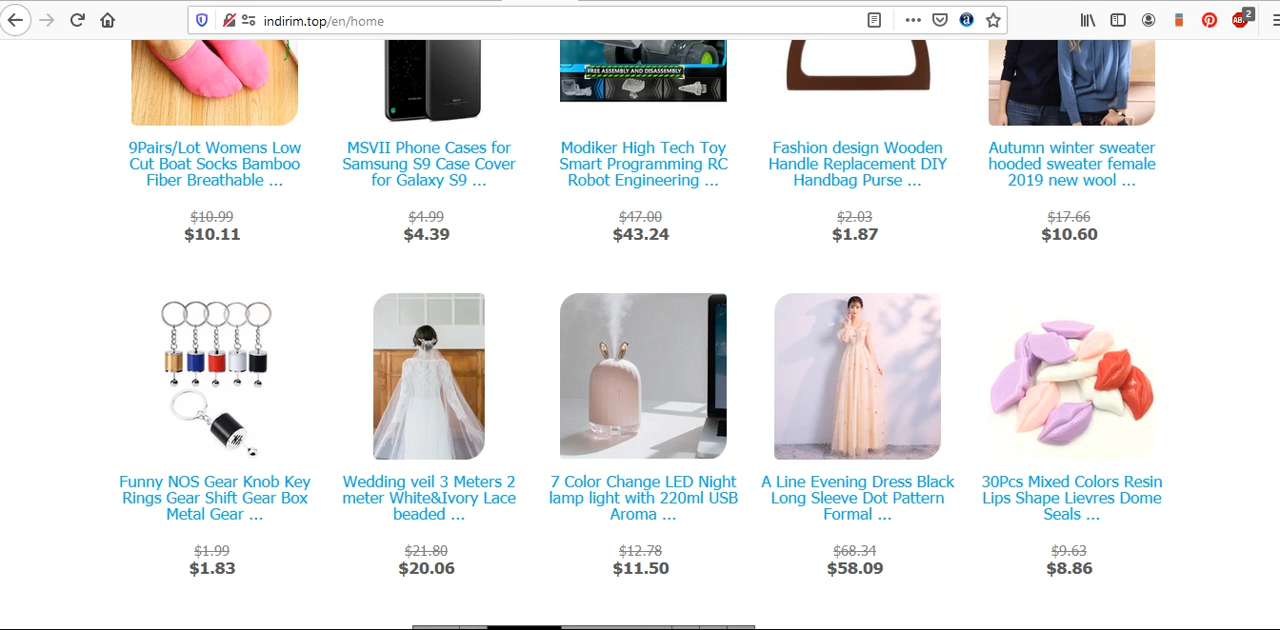 indirim.top/en/home
2
FREE ASSEMBLY AND DISASSEMBLY
9Pairs/Lot Womens Low
Cut Boat Socks Bamboo
Fiber Breathable ...
$10.99
$10.11
MSVII Phone Cases for
Samsung S9 Case Cover
for Galaxy S9 ...
$4.99
$4.39
Modiker High Tech Toy
Smart Programming RC
Robot Engineering ...
$47.00
$43.24
Fashion design Wooden
Handle Replacement DIY
Handbag Purse ...
$2.03
$1.87
Autumn winter sweater
hooded sweater female
2019 new wool ...
$17.66
$10.60
Funny NOS Gear Knob Key
Rings Gear Shift Gear Box
Metal Gear ...
$1.99
$1.83
Wedding veil 3 Meters 2
meter White&Ivory Lace
beaded ...
$21.80
$20.06
7 Color Change LED Night
lamp light with 220ml USB
Aroma ...
$12.78
$11.50
A Line Evening Dress Black
Long Sleeve Dot Pattern
Formal ...
$68.34
$58.09
30Pcs Mixed Colors Resin
Lips Shape Lievres Dome
Seals ...
$9.63
$8.86